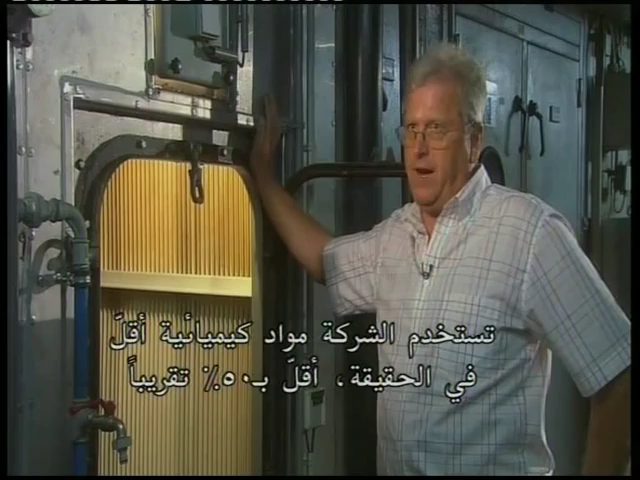 تستخدم الشركة مواد كيميائية أقلّ
في الحقيقة، أقلّ بـ٥٠٪ تقريباً